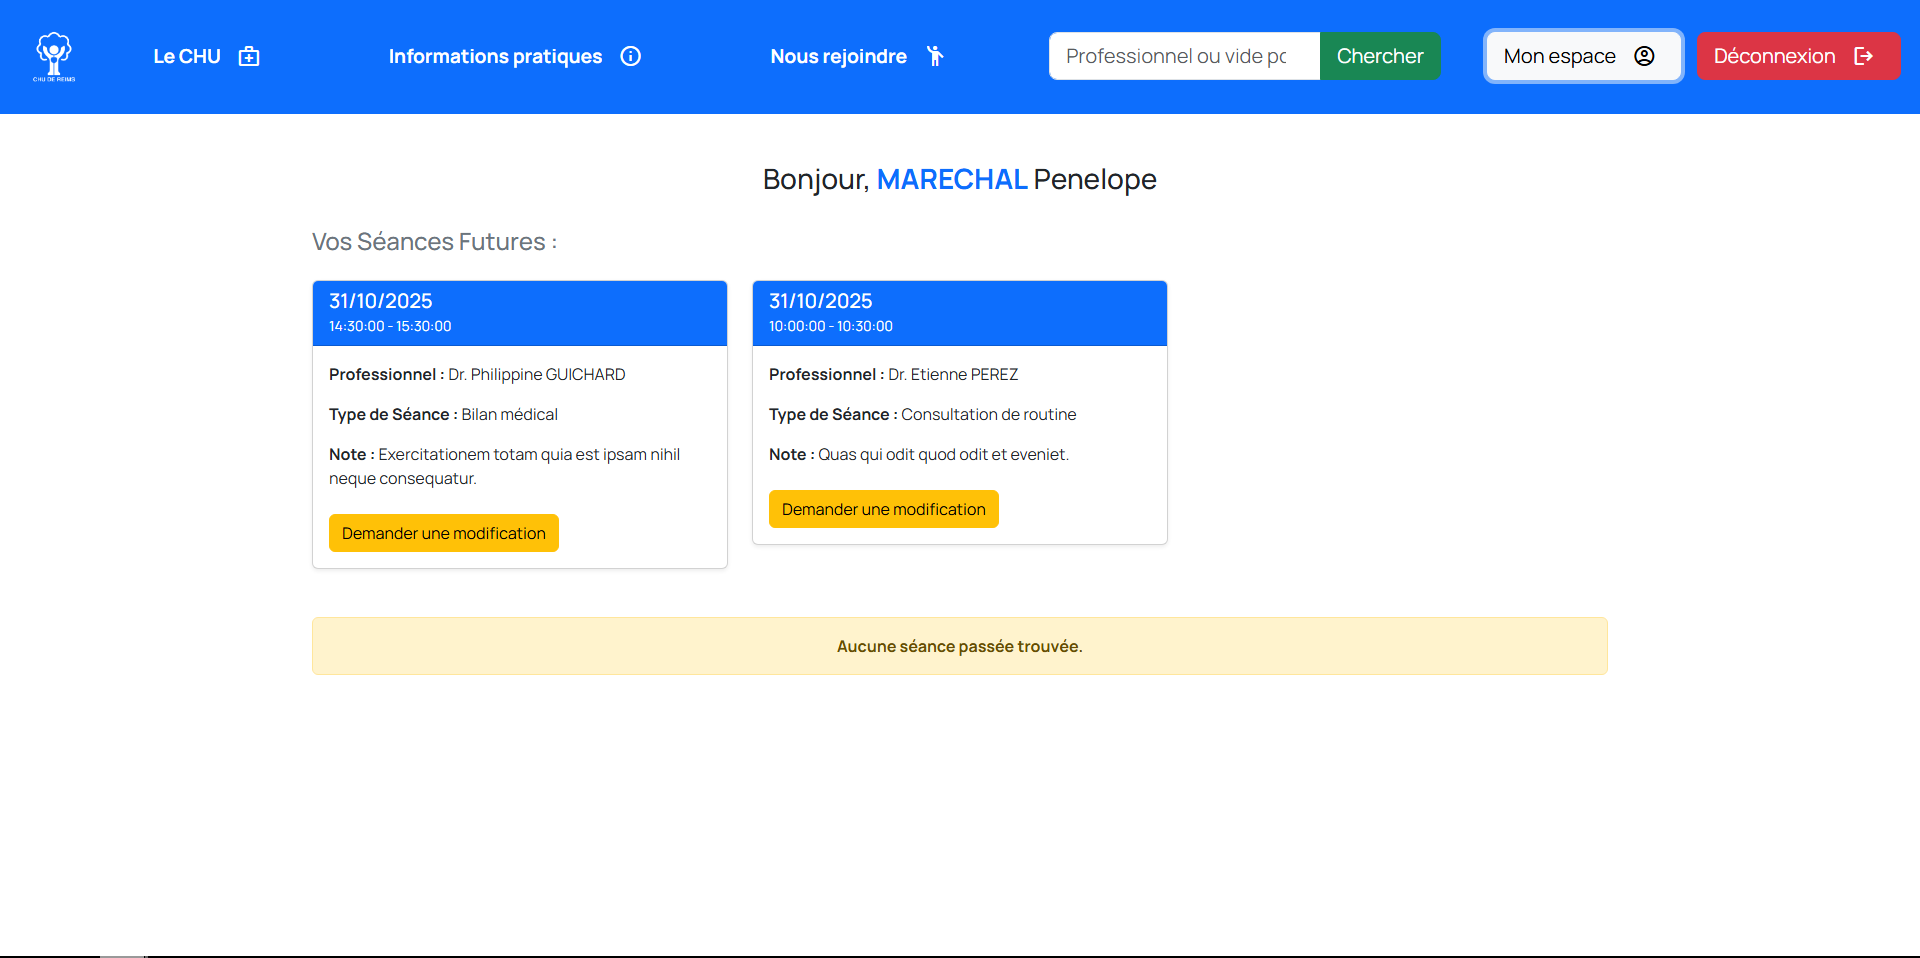 CHU DE REIMS
Le CHU
Informations pratiques
Nous rejoindre
Professionnel ou vide pc
Chercher
Mon espace
Déconnexion
Bonjour, MARECHAL Penelope
Vos Séances Futures :
31/10/2025
14:30:00 - 15:30:00
Professionnel : Dr. Philippine GUICHARD
Type de Séance : Bilan médical
Note : Exercitationem totam quia est ipsam nihil
neque consequatur.
Demander une modification
31/10/2025
10:00:00 - 10:30:00
Professionnel : Dr. Etienne PEREZ
Type de Séance : Consultation de routine
Note : Quas qui odit quod odit et eveniet.
Demander une modification
Aucune séance passée trouvée.